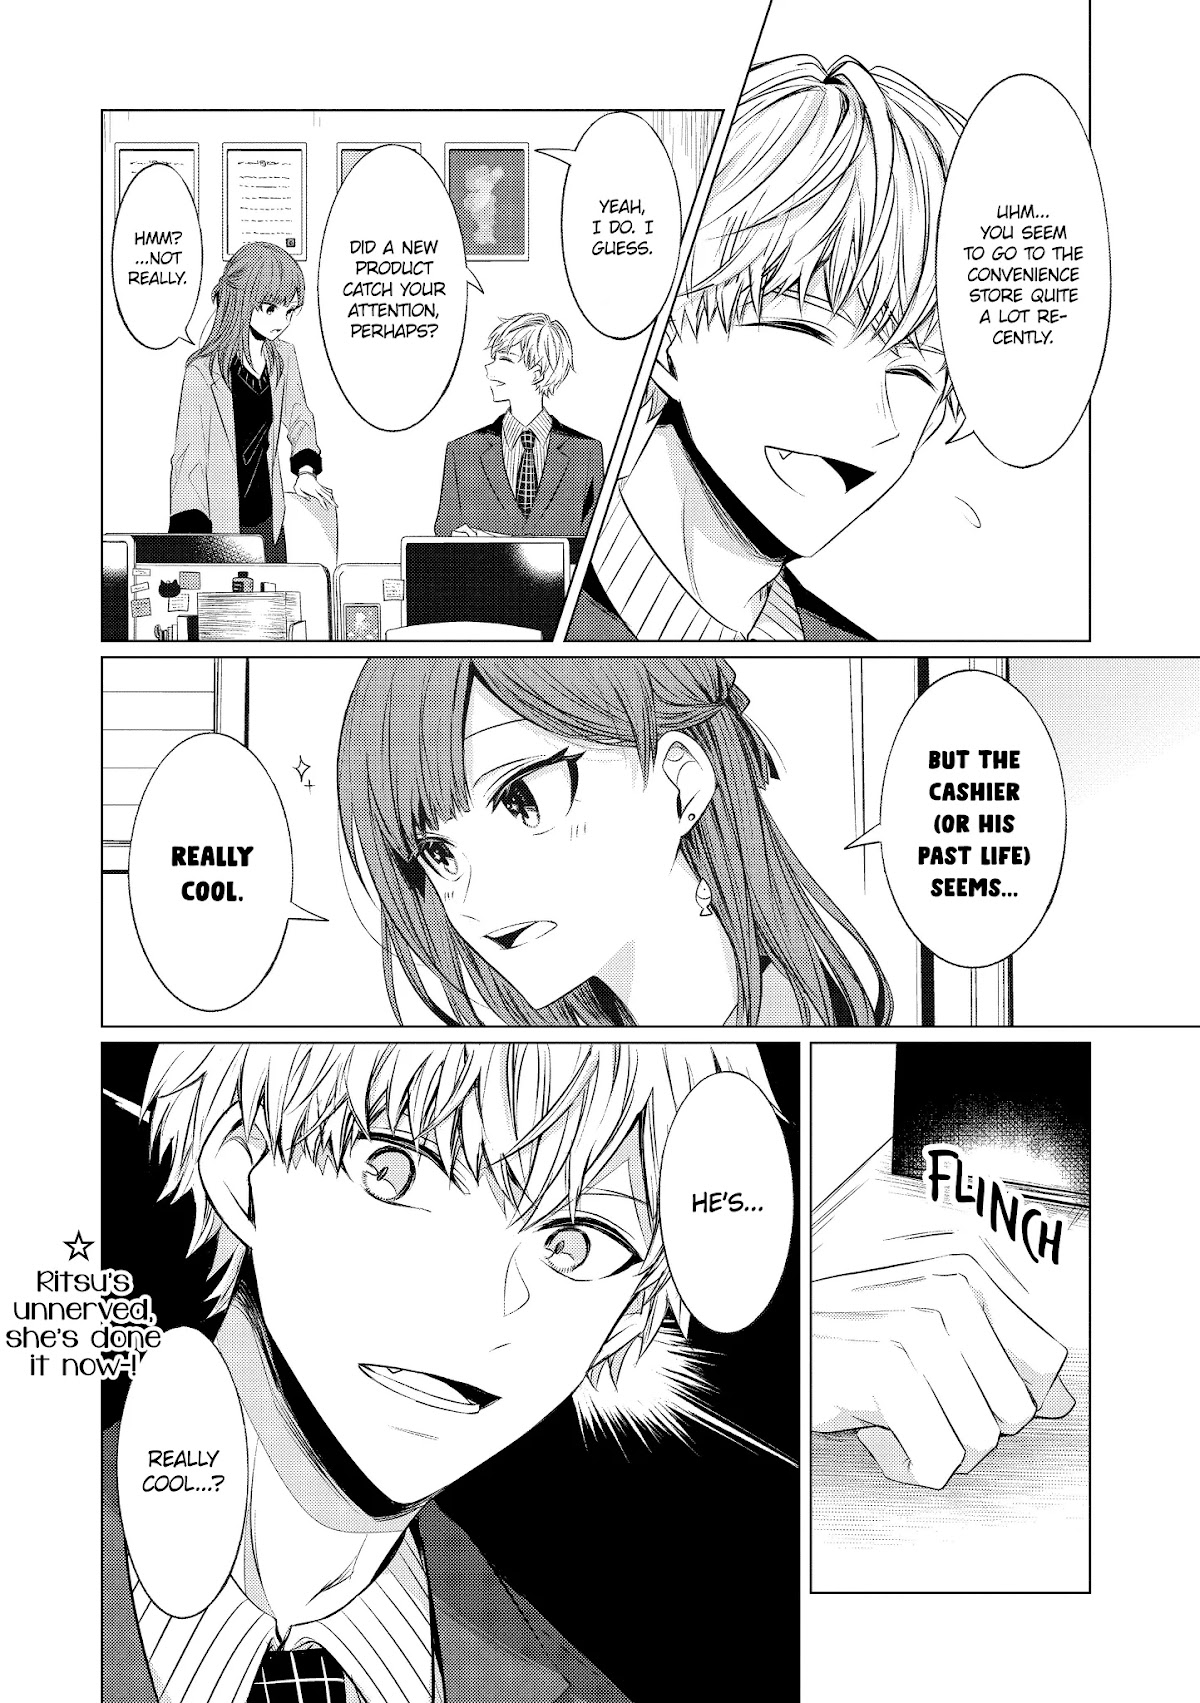 UHM...
YOU SEEM
TO GO TO THE
CONVENIENCE
STORE QUITE
A LOT RE-
CENTLY.
YEAH,
I DO. I
GUESS.
DID A NEW
PRODUCT
CATCH YOUR
ATTENTION,
PERHAPS?
HMM?
...NOT
REALLY.
BUT THE
CASHIER
(OR HIS
PAST LIFE)
SEEMS...
REALLY
COOL.
FLINCH
HE'S...
REALLY
COOL...?
☆
Ritsu's
unnerved,
she's done
it now-!